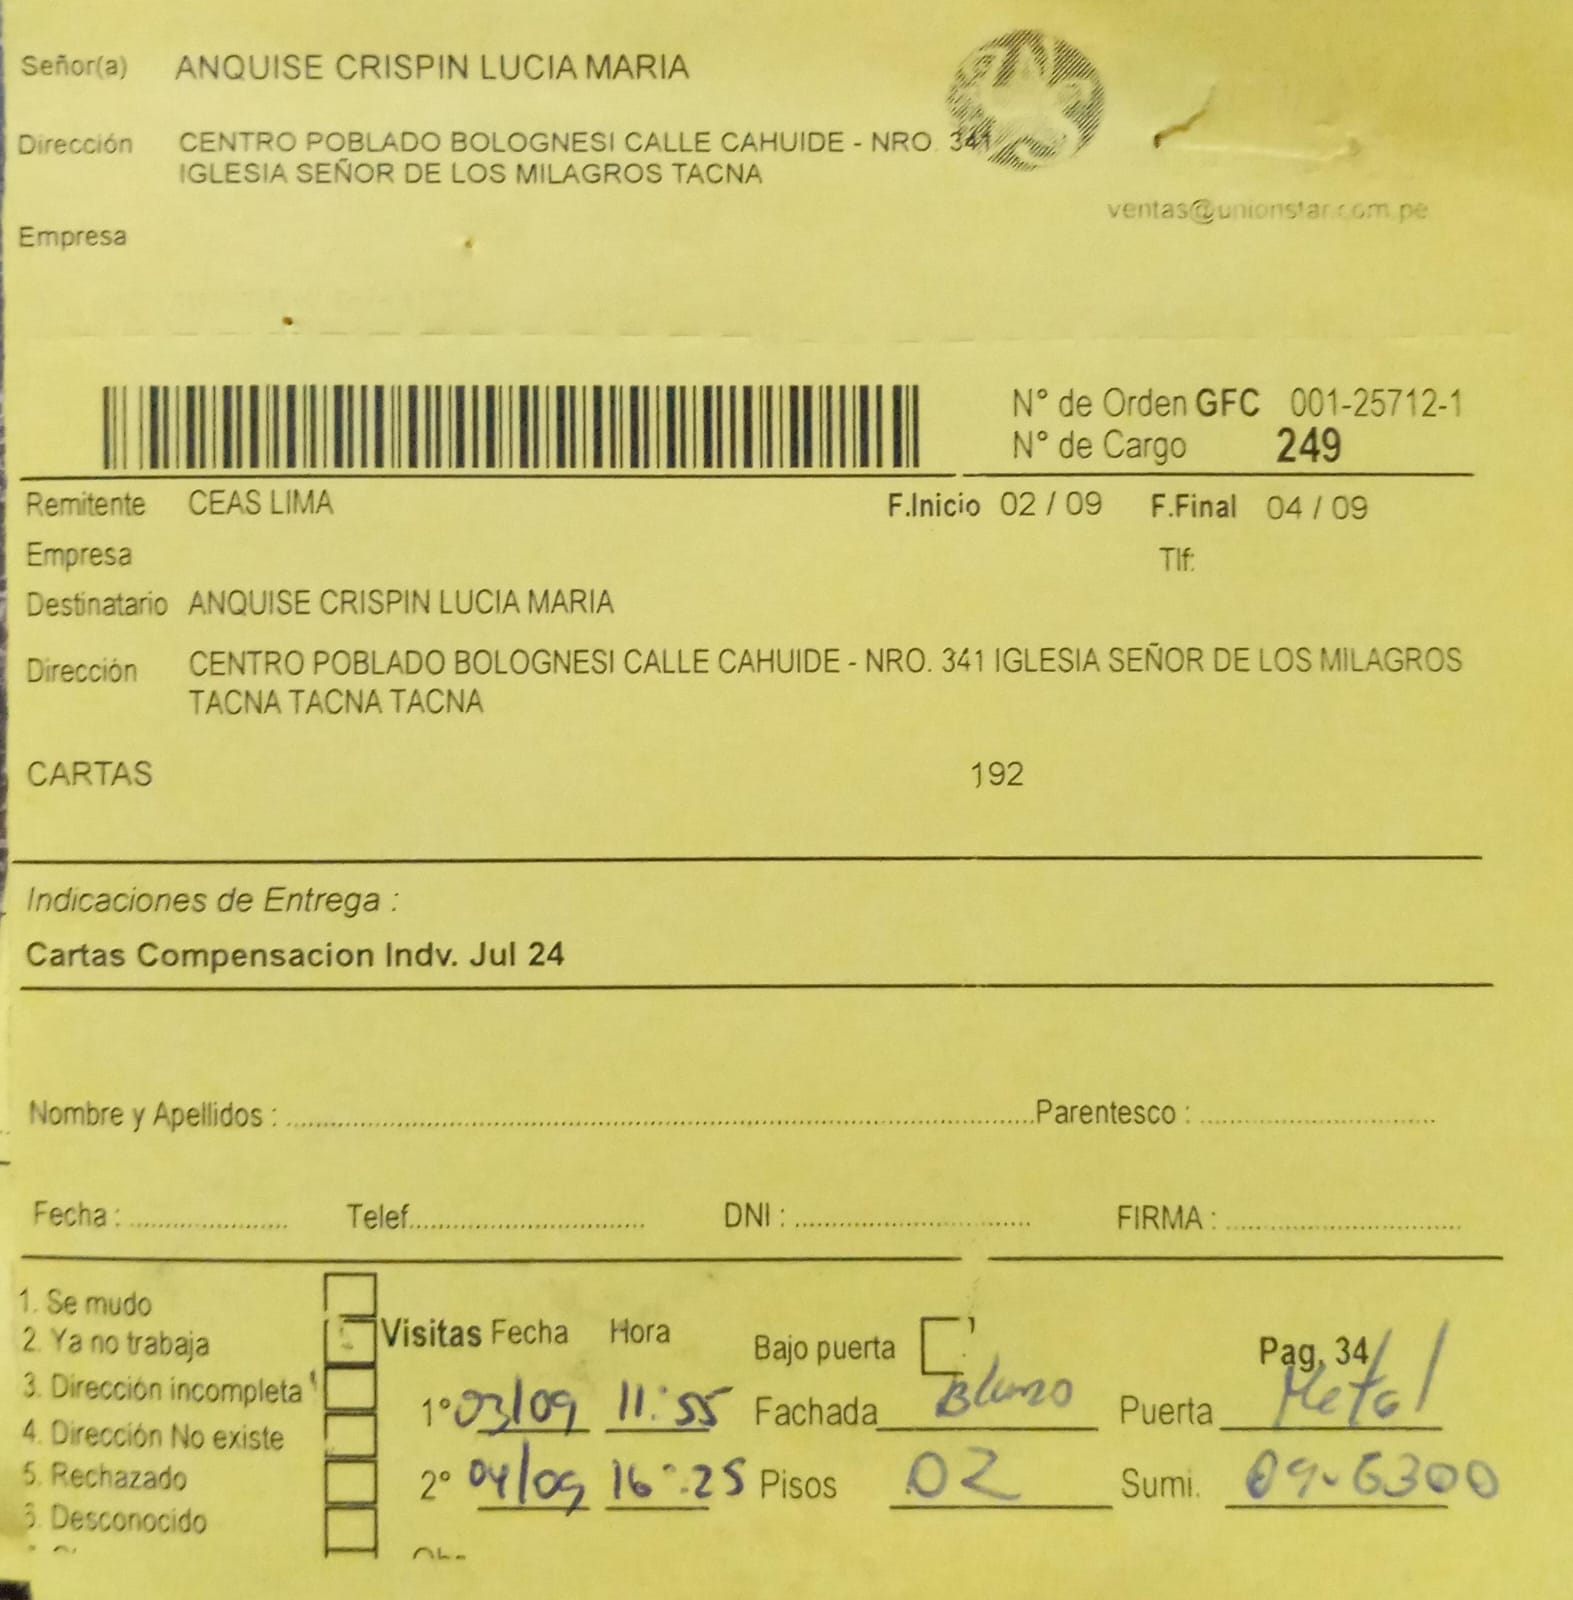 Señor(a) ANQUISE CRISPIN LUCIA MARIA
Dirección CENTRO POBLADO BOLOGNESI CALLE CAHUIDE - NRO. 341
IGLESIA SEÑOR DE LOS MILAGROS TACNA
ventas@unionstar.com.pe
Empresa
N° de Orden GFC 001-25712-1
N° de Cargo 249
Remitente CEAS LIMA F.Inicio 02 / 09 F.Final 04 / 09
Empresa Tlf:
Destinatario ANQUISE CRISPIN LUCIA MARIA
Dirección CENTRO POBLADO BOLOGNESI CALLE CAHUIDE - NRO. 341 IGLESIA SEÑOR DE LOS MILAGROS
TACNA TACNA TACNA
CARTAS 192
Indicaciones de Entrega :
Cartas Compensacion Indv. Jul 24
Nombre y Apellidos : Parentesco :
Fecha : Telef. DNI : FIRMA :
1. Se mudo
2. Ya no trabaja Visitas Fecha Hora Bajo puerta Pag. 34
3. Dirección incompleta 1° 03/09 11:55 Fachada Blanco Puerta Metal
4. Dirección No existe
5. Rechazado 2° 04/09 16:25 Pisos 02 Sumi. 09-6300
Desconocido